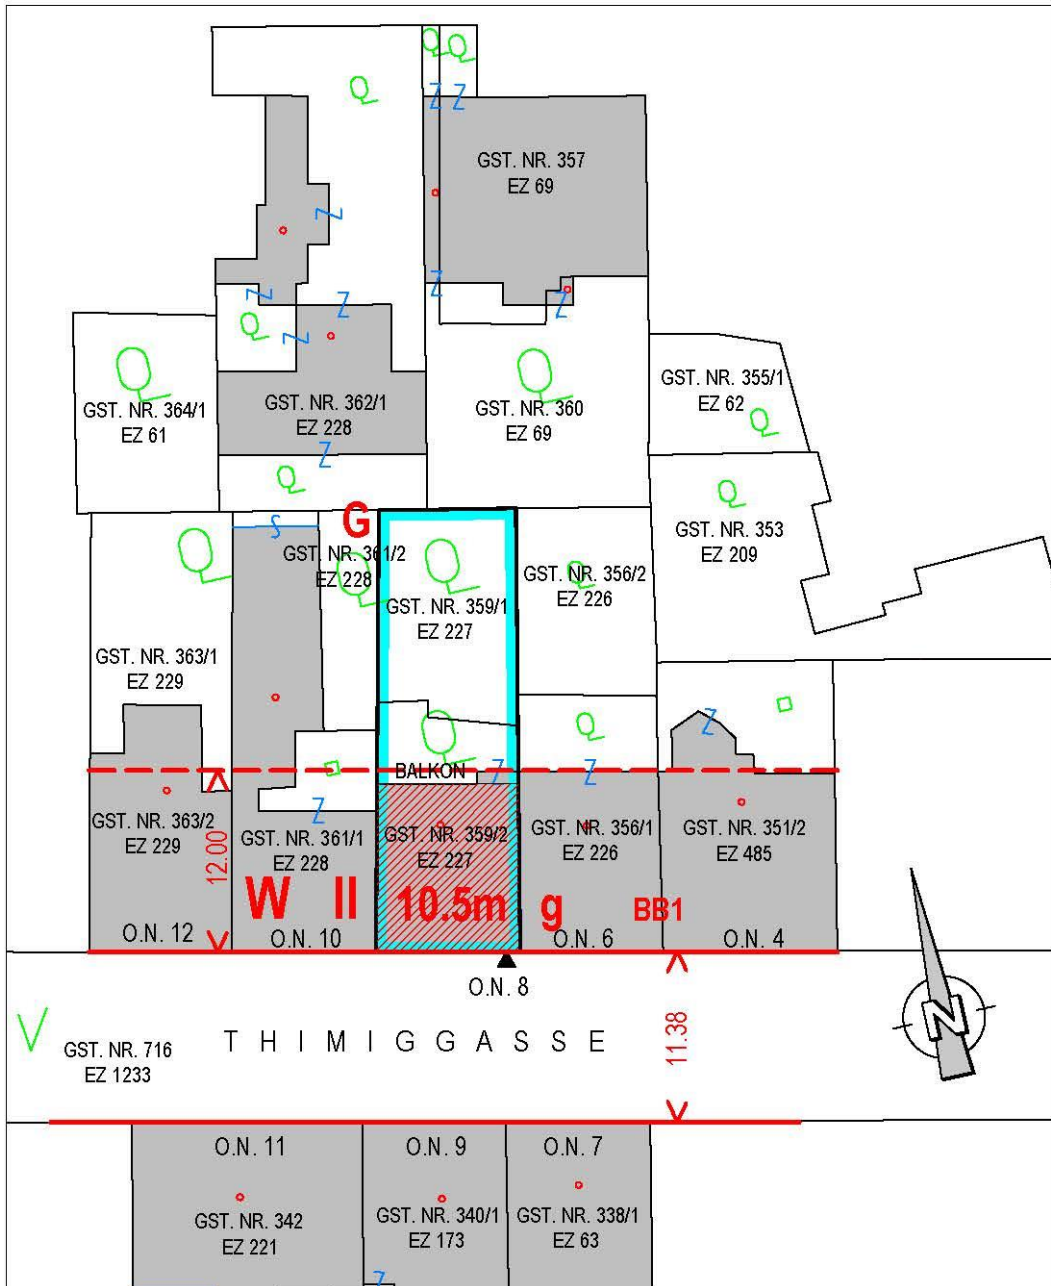 GST. NR. 357
EZ 69
GST. NR. 364/1
EZ 61
GST. NR. 362/1
EZ 228
GST. NR. 360
EZ 69
GST. NR. 355/1
EZ 62
G
GST. NR. 361/2
EZ 228
GST. NR. 359/1
EZ 227
GST. NR. 356/2
EZ 226
GST. NR. 353
EZ 209
GST. NR. 363/1
EZ 229
BALKON
12.00
GST. NR. 363/2
EZ 229
GST. NR. 361/1
EZ 228
GST. NR. 359/2
EZ 227
GST. NR. 356/1
EZ 226
GST. NR. 351/2
EZ 485
W II 10.5m g BB1
O.N. 12
O.N. 10
O.N. 6
O.N. 4
O.N. 8
THIMIGGASSE
11.38
GST. NR. 716
EZ 1233
N
O.N. 11
O.N. 9
O.N. 7
GST. NR. 342
EZ 221
GST. NR. 340/1
EZ 173
GST. NR. 338/1
EZ 63